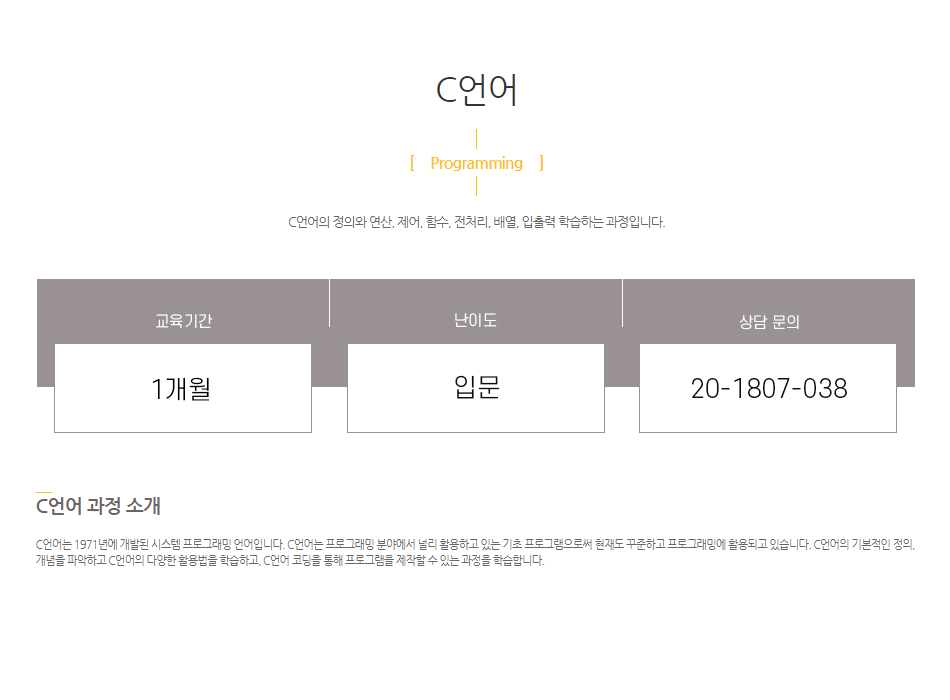 C언어
[ Programming ]
C언어의 정의와 연산, 제어, 함수, 전처리, 배열, 입출력 학습하는 과정입니다.
교육기간
난이도
상담 문의
1개월
입문
20-1807-038
C언어 과정 소개
C언어는 1971년에 개발된 시스템 프로그래밍 언어입니다. C언어는 프로그래밍 분야에서 널리 활용하고 있는 기초 프로그램으로써 현재도 꾸준하고 프로그래밍에 활용되고 있습니다. C언어의 기본적인 정의,
개념을 파악하고 C언어의 다양한 활용법을 학습하고, C언어 코딩을 통해 프로그램을 제작할 수 있는 과정을 학습합니다.